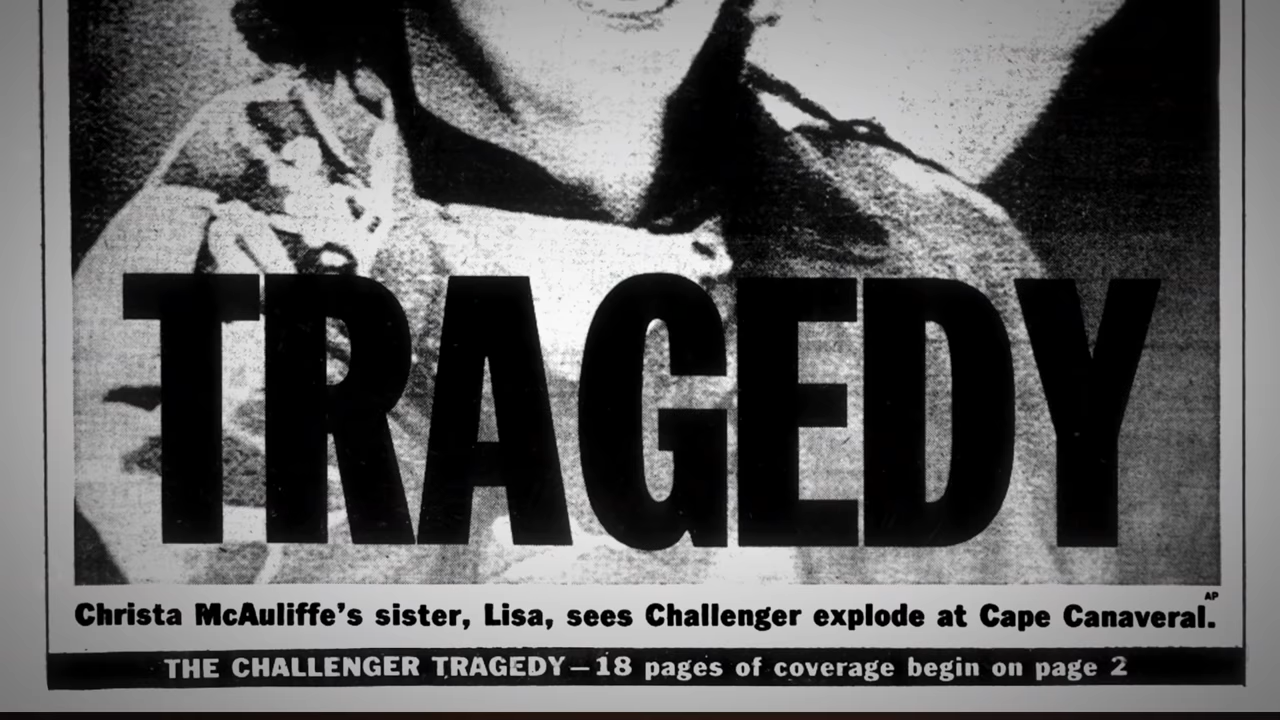 TRAGEDY
AP
Christa McAuliffe's sister, Lisa, sees Challenger explode at Cape Canaveral.
THE CHALLENGER TRAGEDY—18 pages of coverage begin on page 2